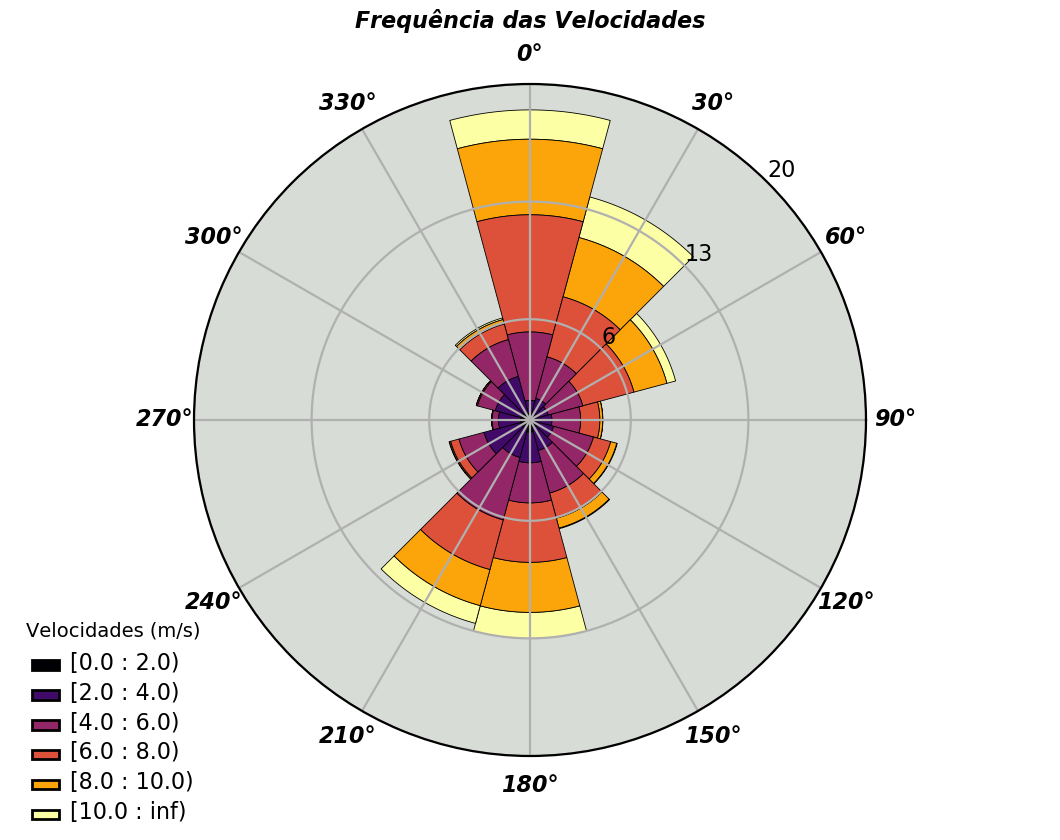 Frequência das Velocidades
0°
330°
30°
20
300°
60°
13
6
270°
90°
240°
120°
210°
150°
180°
Velocidades (m/s)
[0.0 : 2.0)
[2.0 : 4.0)
[4.0 : 6.0)
[6.0 : 8.0)
[8.0 : 10.0)
[10.0 : inf)